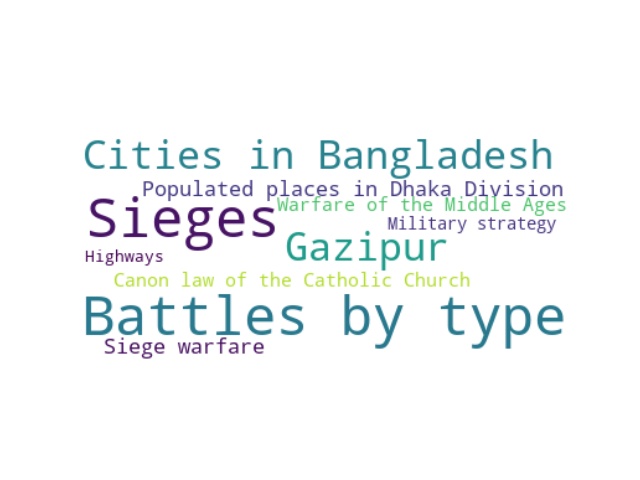 Cities in Bangladesh
Populated places in Dhaka Division
Sieges
Warfare of the Middle Ages
Military strategy
Gazipur
Highways
Canon law of the Catholic Church
Battles by type
Siege warfare